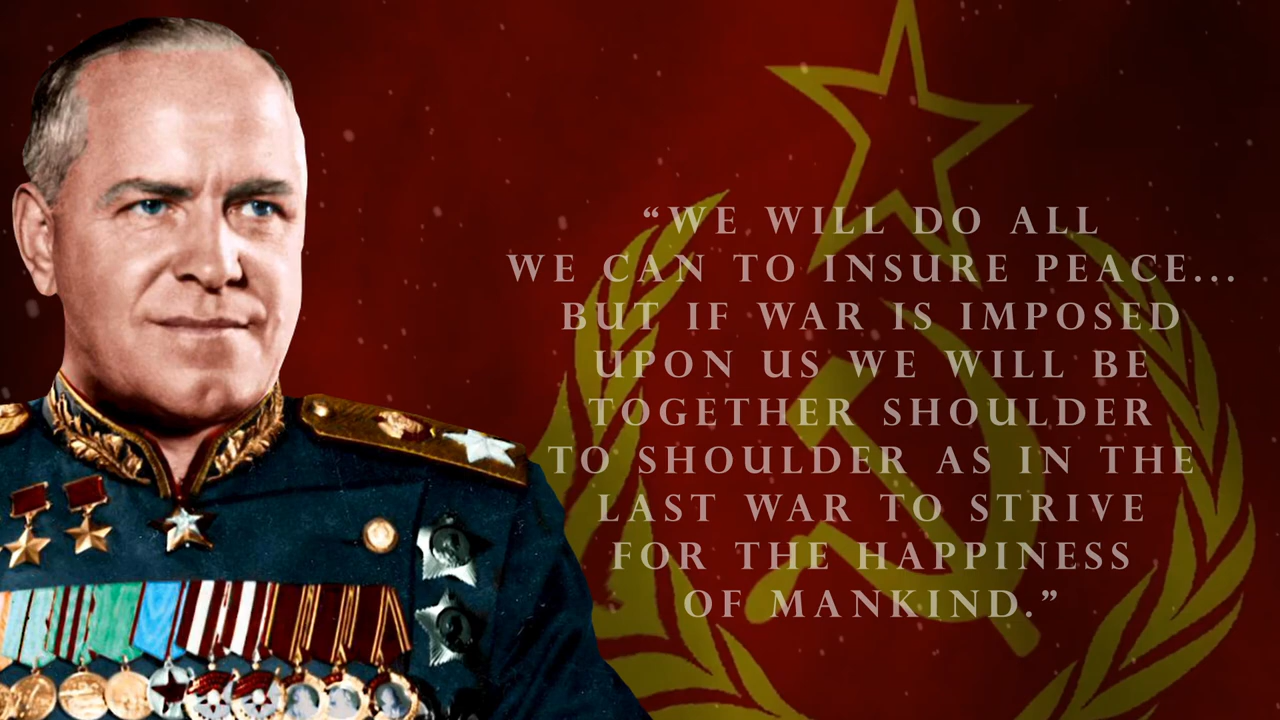 “WE WILL DO ALL
WE CAN TO INSURE PEACE...
BUT IF WAR IS IMPOSED
UPON US WE WILL BE
TOGETHER SHOULDER
TO SHOULDER AS IN THE
LAST WAR TO STRIVE
FOR THE HAPPINESS
OF MANKIND.”